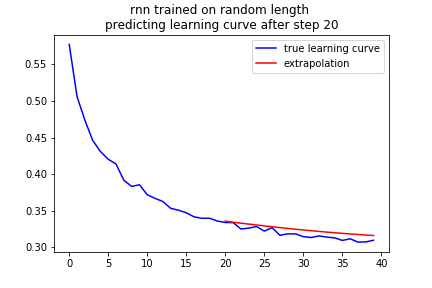 rnn trained on random length
predicting learning curve after step 20
true learning curve
extrapolation
0.55
0.50
0.45
0.40
0.35
0.30
0 5 10 15 20 25 30 35 40